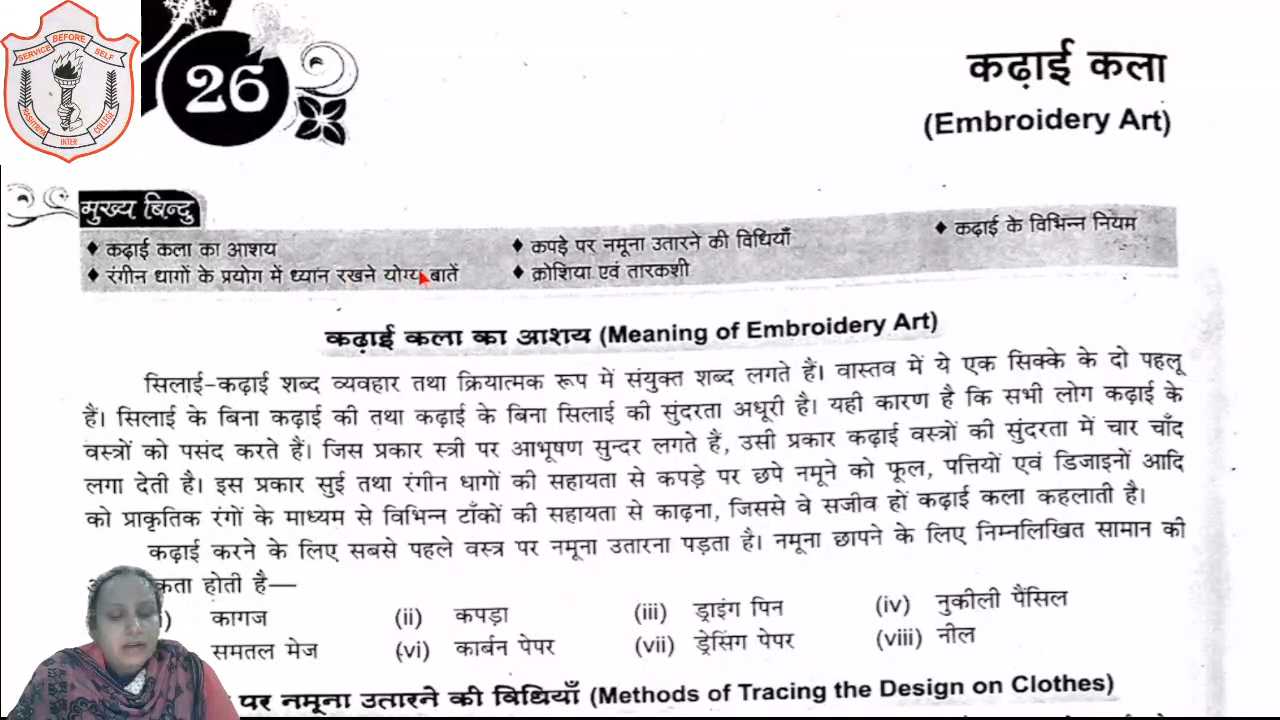 SERVICE BEFORE SELF
RASHTRIYA INTER COLLEGE
26
कढ़ाई कला
(Embroidery Art)
मुख्य बिन्दु
♦ कढ़ाई कला का आशय
♦ कपड़े पर नमूना उतारने की विधियाँ
♦ कढ़ाई के विभिन्न नियम
♦ रंगीन धागों के प्रयोग में ध्यान रखने योग्य बातें
♦ क्रोशिया एवं तारकशी
कढ़ाई कला का आशय (Meaning of Embroidery Art)
सिलाई-कढ़ाई शब्द व्यवहार तथा क्रियात्मक रूप में संयुक्त शब्द लगते हैं। वास्तव में ये एक सिक्के के दो पहलू
हैं। सिलाई के बिना कढ़ाई की तथा कढ़ाई के बिना सिलाई की सुंदरता अधूरी है। यही कारण है कि सभी लोग कढ़ाई के
वस्त्रों को पसंद करते हैं। जिस प्रकार स्त्री पर आभूषण सुन्दर लगते हैं, उसी प्रकार कढ़ाई वस्त्रों की सुंदरता में चार चाँद
लगा देती है। इस प्रकार सुई तथा रंगीन धागों की सहायता से कपड़े पर छपे नमूने को फूल, पत्तियों एवं डिजाइनों आदि
को प्राकृतिक रंगों के माध्यम से विभिन्न टाँकों की सहायता से काढ़ना, जिससे वे सजीव हों कढ़ाई कला कहलाती है।
कढ़ाई करने के लिए सबसे पहले वस्त्र पर नमूना उतारना पड़ता है। नमूना छापने के लिए निम्नलिखित सामान की
होती है—
कागज (ii) कपड़ा (iii) ड्राइंग पिन (iv) नुकीली पैंसिल
समतल मेज (vi) कार्बन पेपर (vii) ड्रेसिंग पेपर (viii) नील
पर नमूना उतारने की विधियाँ (Methods of Tracing the Design on Clothes)